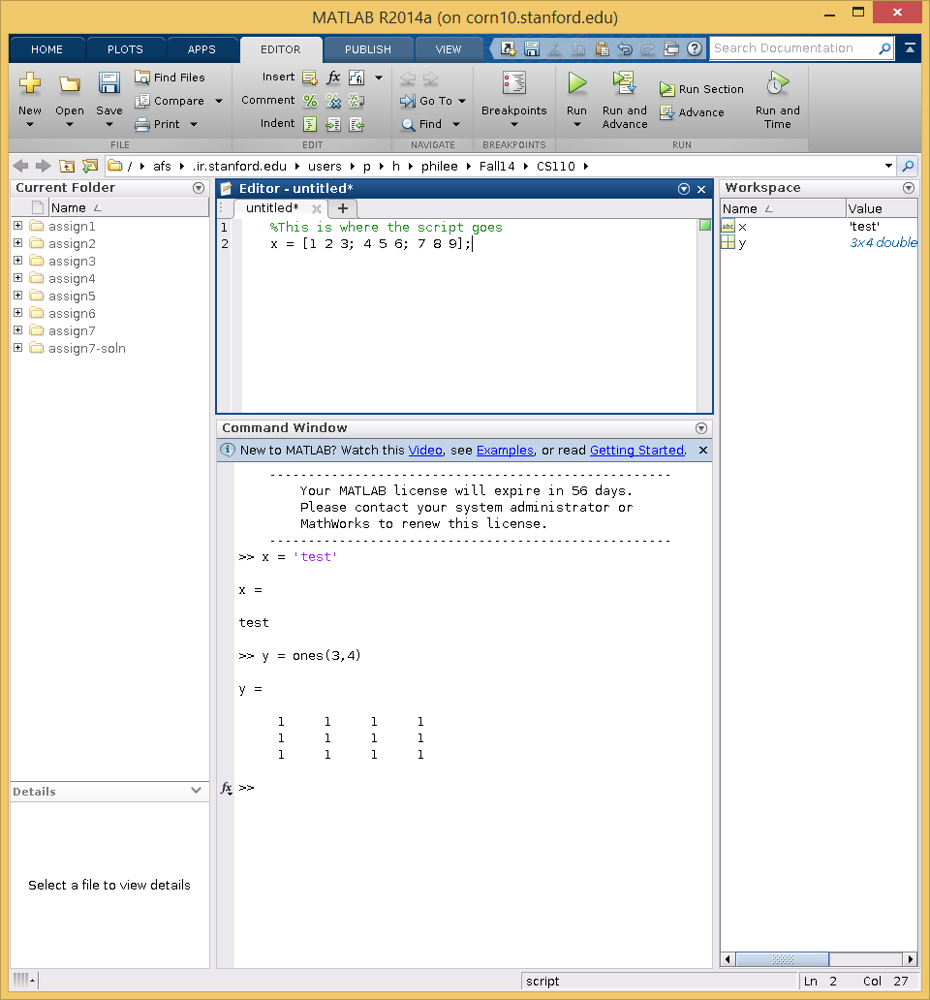 MATLAB R2014a (on corn10.stanford.edu)
HOME PLOTS APPS EDITOR PUBLISH VIEW
Search Documentation
New
Open
Save
Find Files
Compare
Print
FILE
Insert
fx
Comment
%
Indent
EDIT
Go To
Find
NAVIGATE
Breakpoints
BREAKPOINTS
Run
Run and
Advance
Run Section
Advance
Run and
Time
RUN
/ afs .ir.stanford.edu users p h philee Fall14 CS110
Current Folder
Name
assign1
assign2
assign3
assign4
assign5
assign6
assign7
assign7-soln
Details
Select a file to view details
Editor - untitled*
untitled*
1 %This is where the script goes
2 x = [1 2 3; 4 5 6; 7 8 9];
Command Window
New to MATLAB? Watch this Video, see Examples, or read Getting Started.
-----------------------------------------------------
Your MATLAB license will expire in 56 days.
Please contact your system administrator or
MathWorks to renew this license.
-----------------------------------------------------
>> x = 'test'
x =
test
>> y = ones(3,4)
y =
1 1 1 1
1 1 1 1
1 1 1 1
fx >>
Workspace
Name Value
abc x 'test'
y 3x4 double
script
Ln 2 Col 27